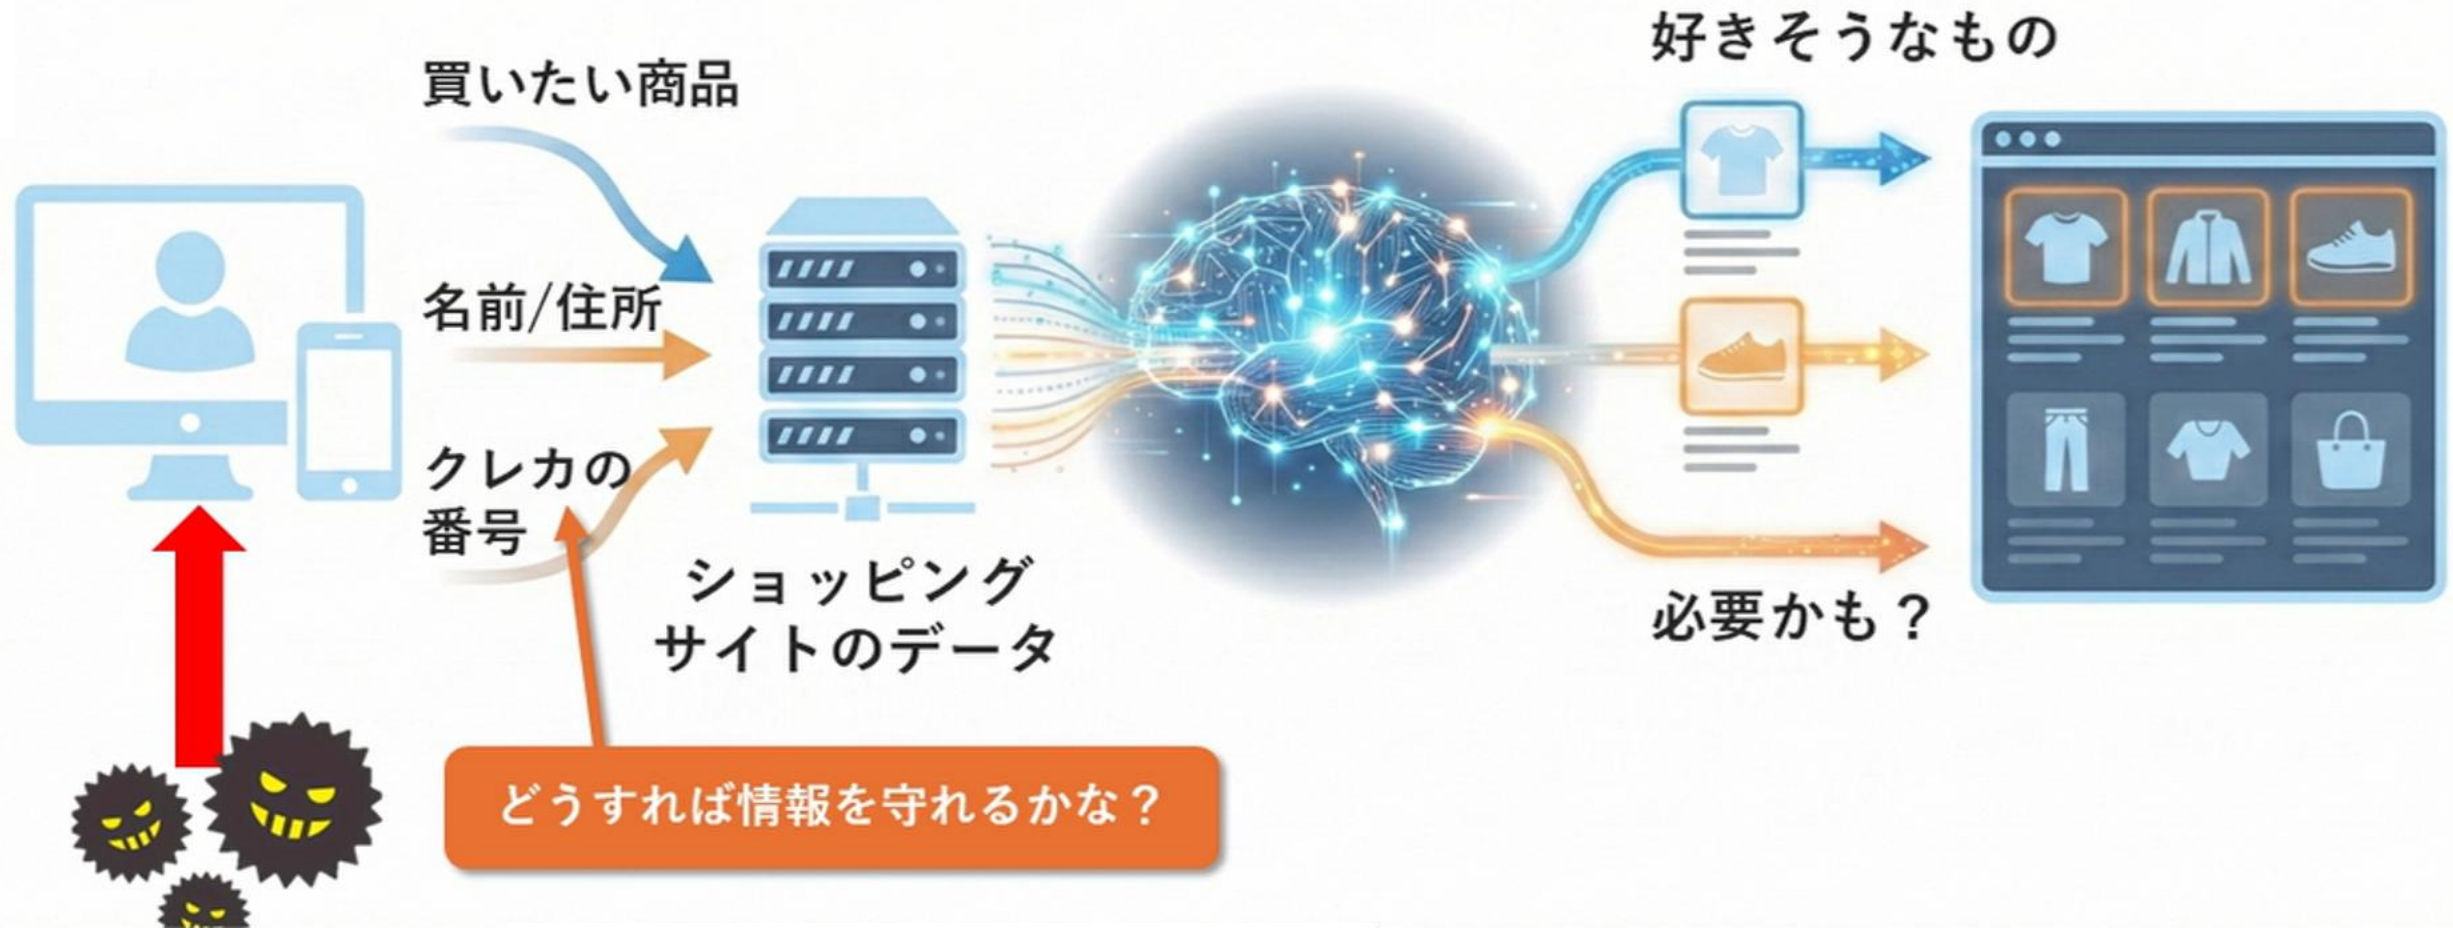 買いたい商品
名前/住所
クレカの
番号
ショッピング
サイトのデータ
好きそうなもの
必要かも？
どうすれば情報を守れるかな？